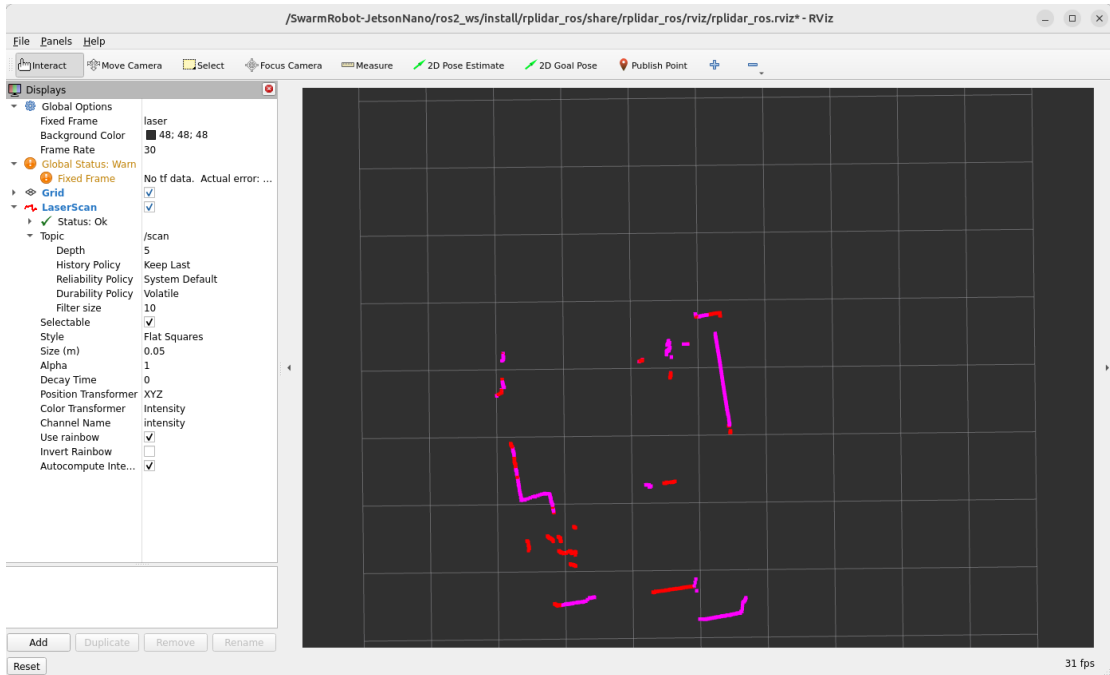 /SwarmRobot-JetsonNano/ros2_ws/install/rplidar_ros/share/rplidar_ros/rviz/rplidar_ros.rviz* - RViz
File Panels Help
Interact Move Camera Select Focus Camera Measure 2D Pose Estimate 2D Goal Pose Publish Point
Displays
Global Options
Fixed Frame laser
Background Color 48; 48; 48
Frame Rate 30
Global Status: Warn
Fixed Frame No tf data. Actual error: ...
Grid
LaserScan
Status: Ok
Topic /scan
Depth 5
History Policy Keep Last
Reliability Policy System Default
Durability Policy Volatile
Filter size 10
Selectable
Style Flat Squares
Size (m) 0.05
Alpha 1
Decay Time 0
Position Transformer XYZ
Color Transformer Intensity
Channel Name intensity
Use rainbow
Invert Rainbow
Autocompute Inte...
Add Duplicate Remove Rename
Reset 31 fps